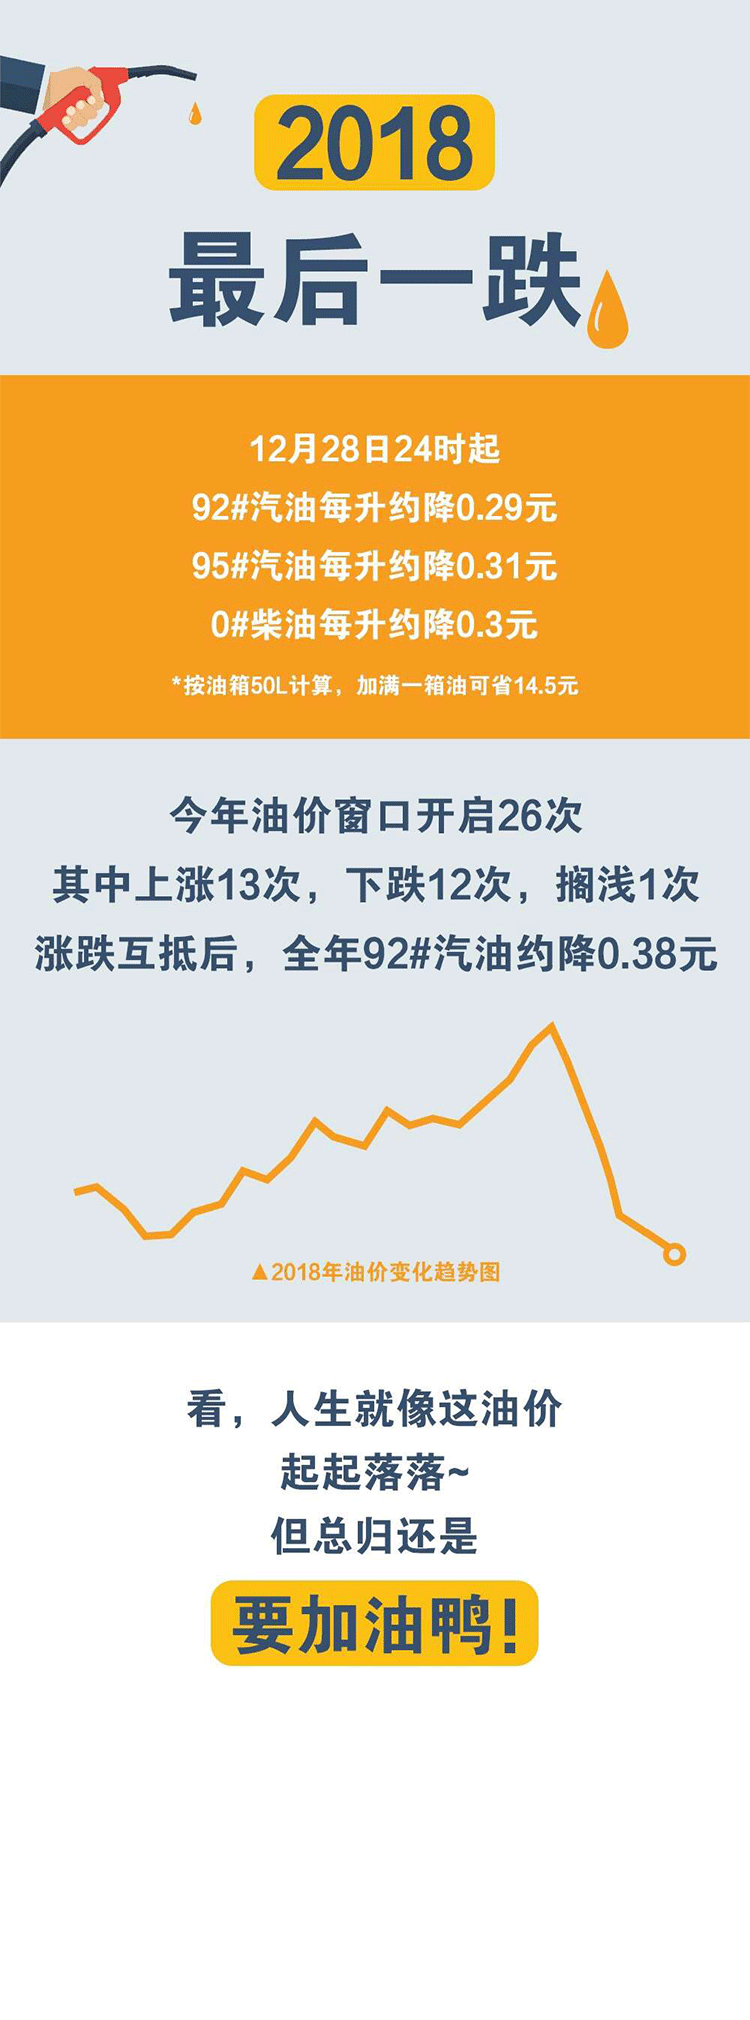 2018
最后一跌
12月28日24时起
92#汽油每升约降0.29元
95#汽油每升约降0.31元
0#柴油每升约降0.3元
*按油箱50L计算，加满一箱油可省14.5元
今年油价窗口开启26次
其中上涨13次，下跌12次，搁浅1次
涨跌互抵后，全年92#汽油约降0.38元
▲2018年油价变化趋势图
看，人生就像这油价
起起落落~
但总归还是
要加油鸭!